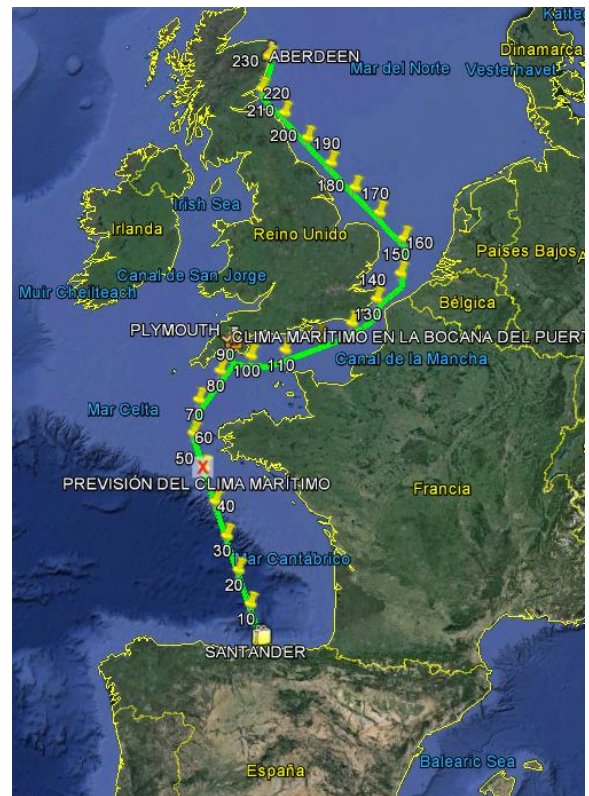 Katteg
Dinamarca
Mar del Norte
Vesterhavet
ABERDEEN
230
220
210
190
200
180
170
Irish Sea
Irlanda
Reino Unido
160
150
Países Bajos
A
Canal de San Jorge
140
Muir Cheilteach
Bélgica
130
PLYMOUTH
CLIMA MARÍTIMO EN LA BOCANA DEL PUERT
90
100
110
Canal de la Mancha
80
Mar Celta
70
60
50
X
PREVISIÓN DEL CLIMA MARÍTIMO
Francia
40
30
Mar Cantábrico
20
10
SANTANDER
España
Balearic Sea